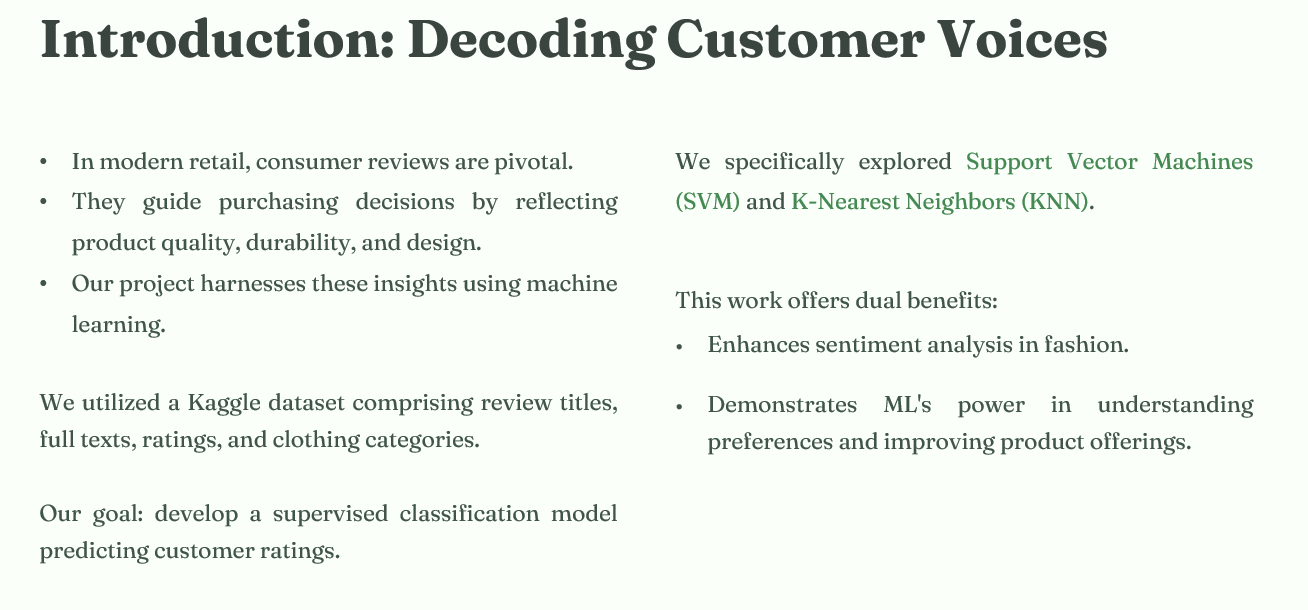 Introduction: Decoding Customer Voices
• In modern retail, consumer reviews are pivotal.
• They guide purchasing decisions by reflecting
product quality, durability, and design.
• Our project harnesses these insights using machine
learning.
We utilized a Kaggle dataset comprising review titles,
full texts, ratings, and clothing categories.
Our goal: develop a supervised classification model
predicting customer ratings.
We specifically explored Support Vector Machines
(SVM) and K-Nearest Neighbors (KNN).
This work offers dual benefits:
• Enhances sentiment analysis in fashion.
• Demonstrates ML's power in understanding
preferences and improving product offerings.